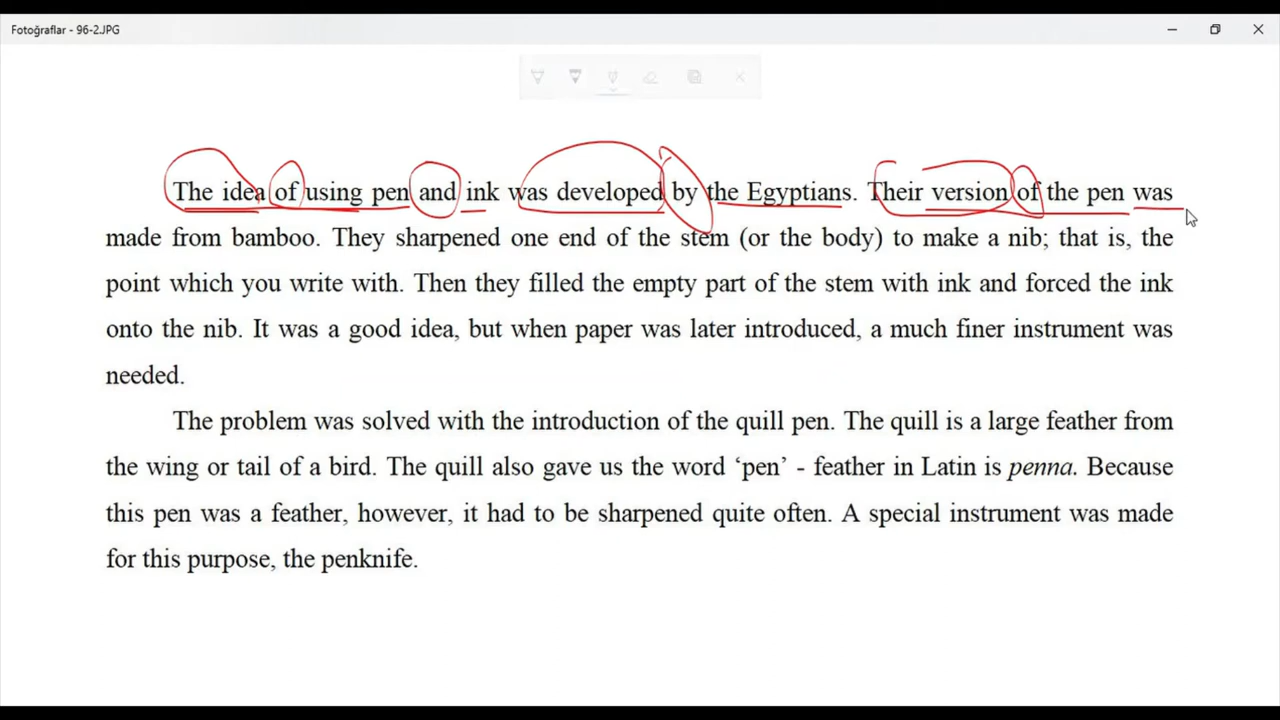 Fotoğraflar - 96-2.JPG
The idea of using pen and ink was developed by the Egyptians. Their version of the pen was
made from bamboo. They sharpened one end of the stem (or the body) to make a nib; that is, the
point which you write with. Then they filled the empty part of the stem with ink and forced the ink
onto the nib. It was a good idea, but when paper was later introduced, a much finer instrument was
needed.
The problem was solved with the introduction of the quill pen. The quill is a large feather from
the wing or tail of a bird. The quill also gave us the word ‘pen’ - feather in Latin is penna. Because
this pen was a feather, however, it had to be sharpened quite often. A special instrument was made
for this purpose, the penknife.